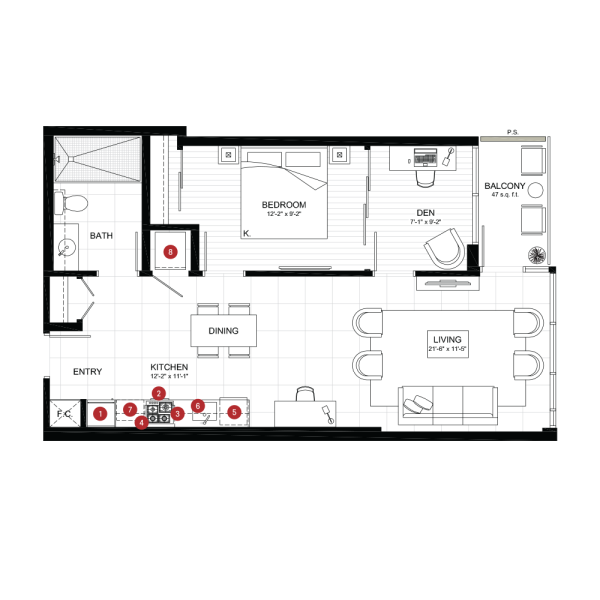 P.S.
BEDROOM
12'-2" x 9'-2"
K.
DEN
7'-1" x 9'-2"
BALCONY
47 s.q. f.t.
BATH
8
DINING
LIVING
21'-6" x 11'-5"
ENTRY
KITCHEN
12'-2" x 11'-1"
F.C.
1
7
2
4
3
6
5